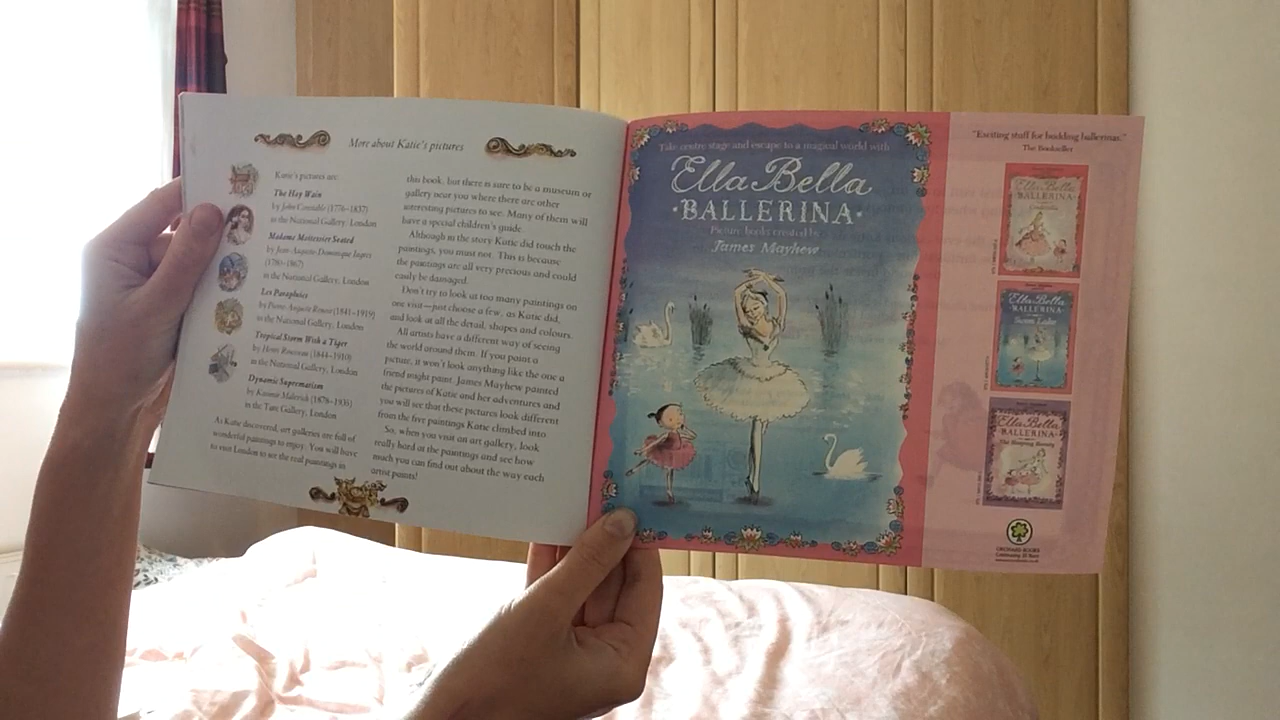 More about Katie's pictures
Katie's pictures are:
The Hay Wain
by John Constable (1776–1837)
in the National Gallery, London
Madame Moitessier Seated
by Jean-Auguste-Dominique Ingres
(1780–1867)
in the National Gallery, London
Les Parapluies
by Pierre-Auguste Renoir (1841–1919)
in the National Gallery, London
Tropical Storm With a Tiger
by Henri Rousseau (1844–1910)
in the National Gallery, London
Dynamic Suprematism
by Kasimir Malevich (1878–1935)
in the Tate Gallery, London
As Katie discovered, art galleries are full of
wonderful paintings to enjoy. You will have
to visit London to see the real paintings in
this book, but there is sure to be a museum or
gallery near you where there are other
interesting pictures to see. Many of them will
have a special children's guide.
Although in the story Katie did touch the
paintings, you must not. This is because
the paintings are all very precious and could
easily be damaged.
Don't try to look at too many paintings on
one visit—just choose a few, as Katie did,
and look at all the detail, shapes and colours.
All artists have a different way of seeing
the world around them. If you paint a
picture, it won't look anything like the one a
friend might paint. James Mayhew painted
the pictures of Katie and her adventures and
you will see that these pictures look different
from the five paintings Katie climbed into
So, when you visit an art gallery, look
really hard at the paintings and see how
much you can find out about the way each
artist paints!
Take centre stage and escape to a magical world with
Ella Bella
BALLERINA
Picture books created by
James Mayhew
"Exciting stuff for budding ballerinas."
The Bookseller
Ella Bella
BALLERINA
Cinderella
Ella Bella
BALLERINA
Swan Lake
Ella Bella
BALLERINA
The Sleeping Beauty
ORCHARD BOOKS